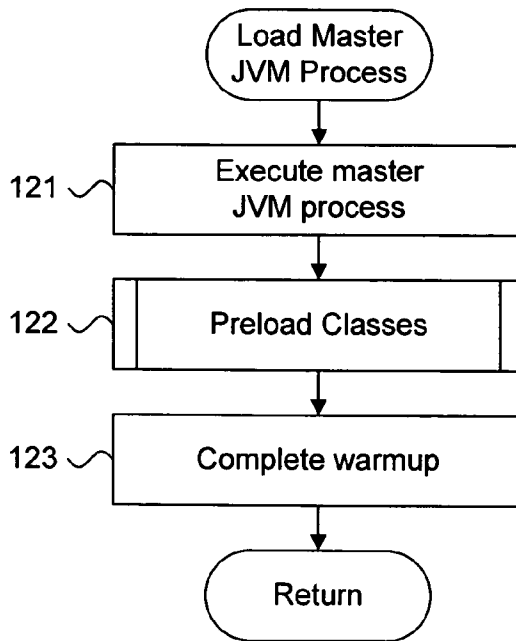 Load Master
JVM Process
121
Execute master
JVM process
122
Preload Classes
123
Complete warmup
Return